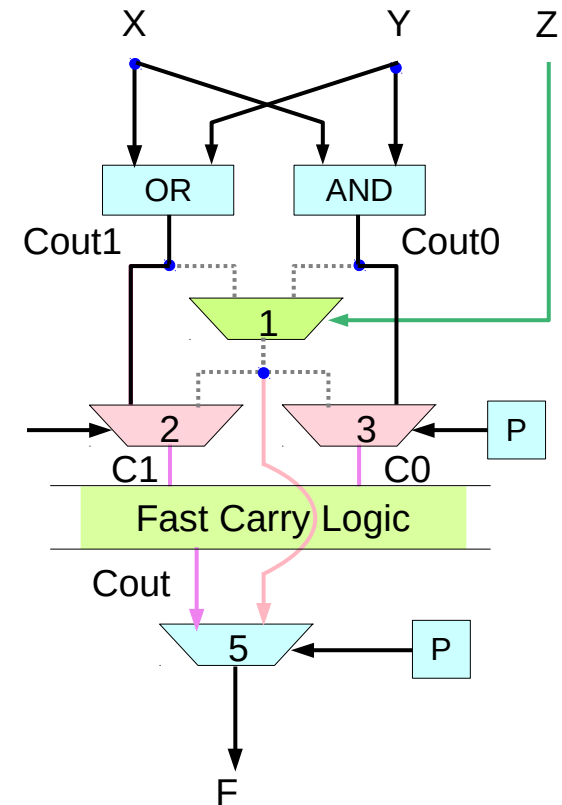 X Y Z
OR AND
Cout1 Cout0
1
2 3 P
C1 C0
Fast Carry Logic
Cout
5 P
F